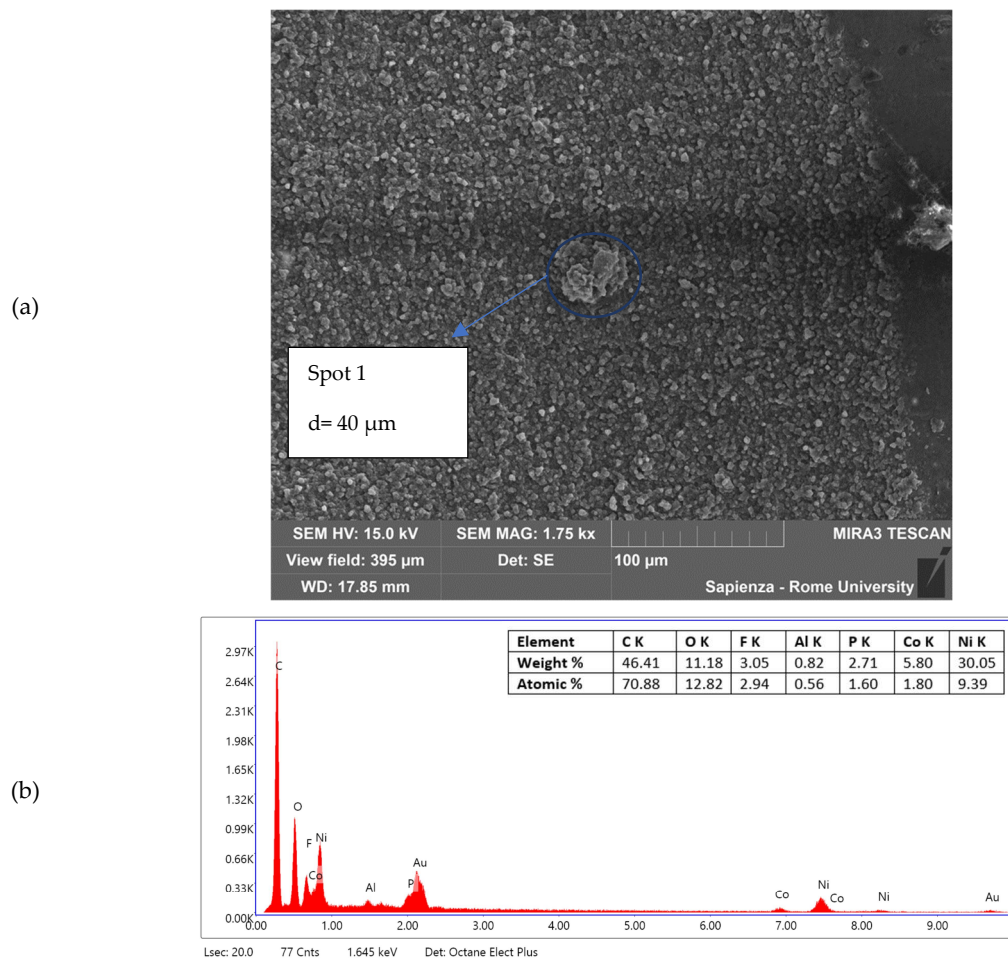 (a)
Spot 1
d= 40 µm
SEM HV: 15.0 kV SEM MAG: 1.75 kx MIRA3 TESCAN
View field: 395 µm Det: SE 100 µm
WD: 17.85 mm Sapienza - Rome University
(b)
Element C K O K F K Al K P K Co K Ni K
Weight % 46.41 11.18 3.05 0.82 2.71 5.80 30.05
Atomic % 70.88 12.82 2.94 0.56 1.60 1.80 9.39
2.97K
2.64K
2.31K
1.98K
1.65K
1.32K
0.99K
0.66K
0.33K
0.00K
C
O
F
Ni
Co
Al
P
Au
Co
Ni
Co
Ni
Au
0.00 1.00 2.00 3.00 4.00 5.00 6.00 7.00 8.00 9.00
Lsec: 20.0 77 Cnts 1.645 keV Det: Octane Elect Plus